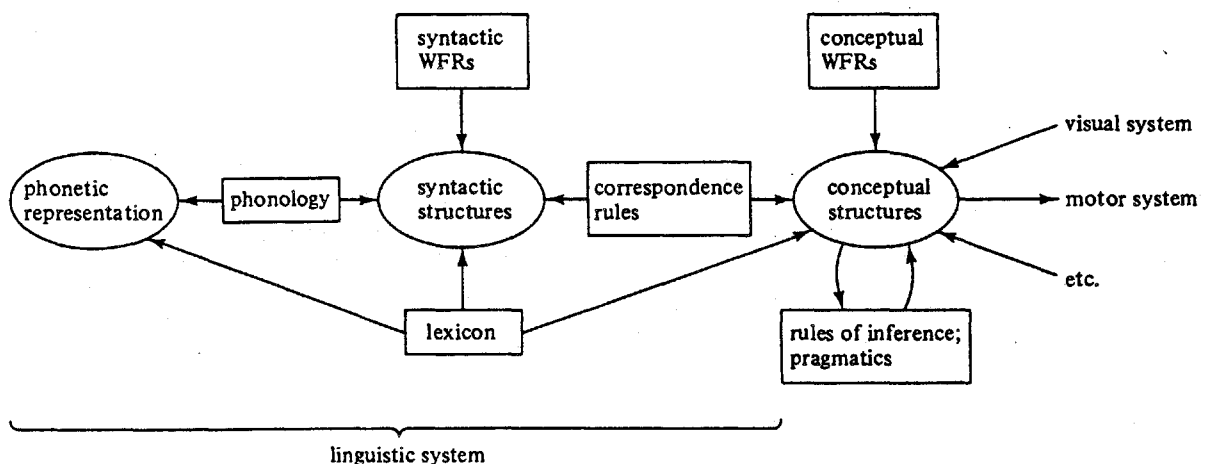 syntactic
WFRs
conceptual
WFRs
visual system
phonetic
representation
phonology
syntactic
structures
correspondence
rules
conceptual
structures
motor system
etc.
lexicon
rules of inference;
pragmatics
linguistic system